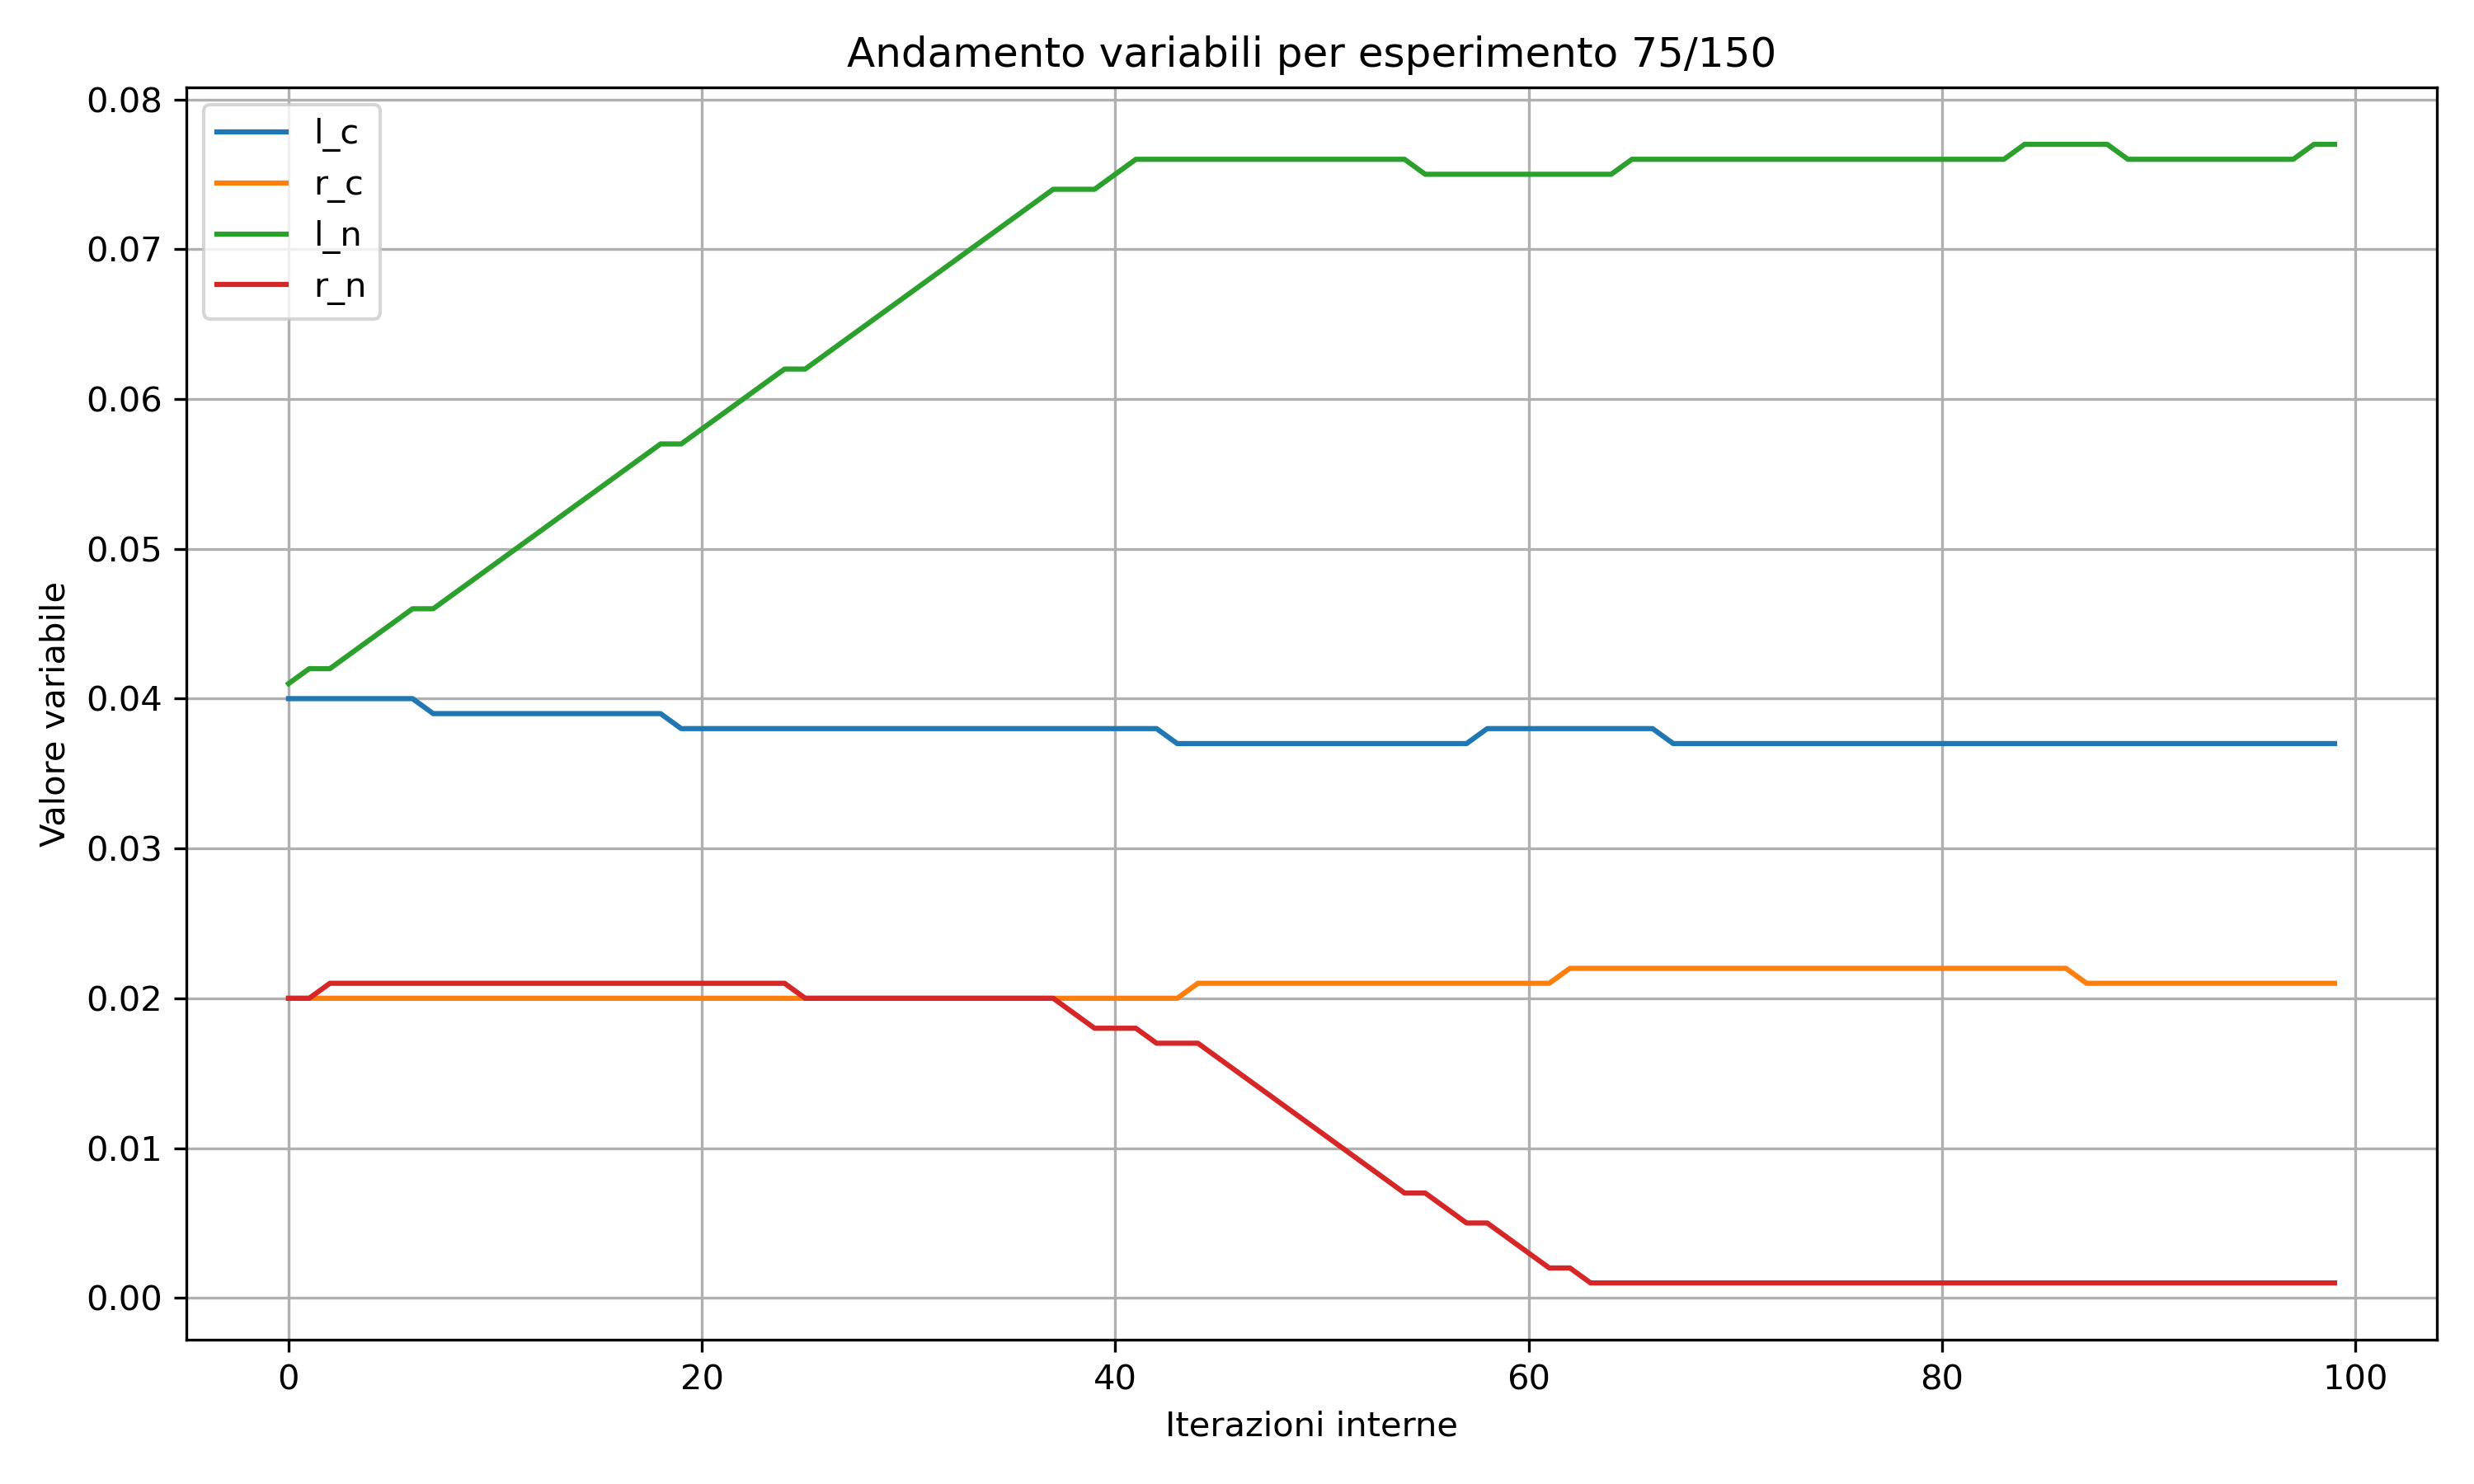 Andamento variabili per esperimento 75/150
l_c
r_c
l_n
r_n
0.08
0.07
0.06
0.05
0.04
0.03
0.02
0.01
0.00
Valore variabile
0 20 40 60 80 100
Iterazioni interne